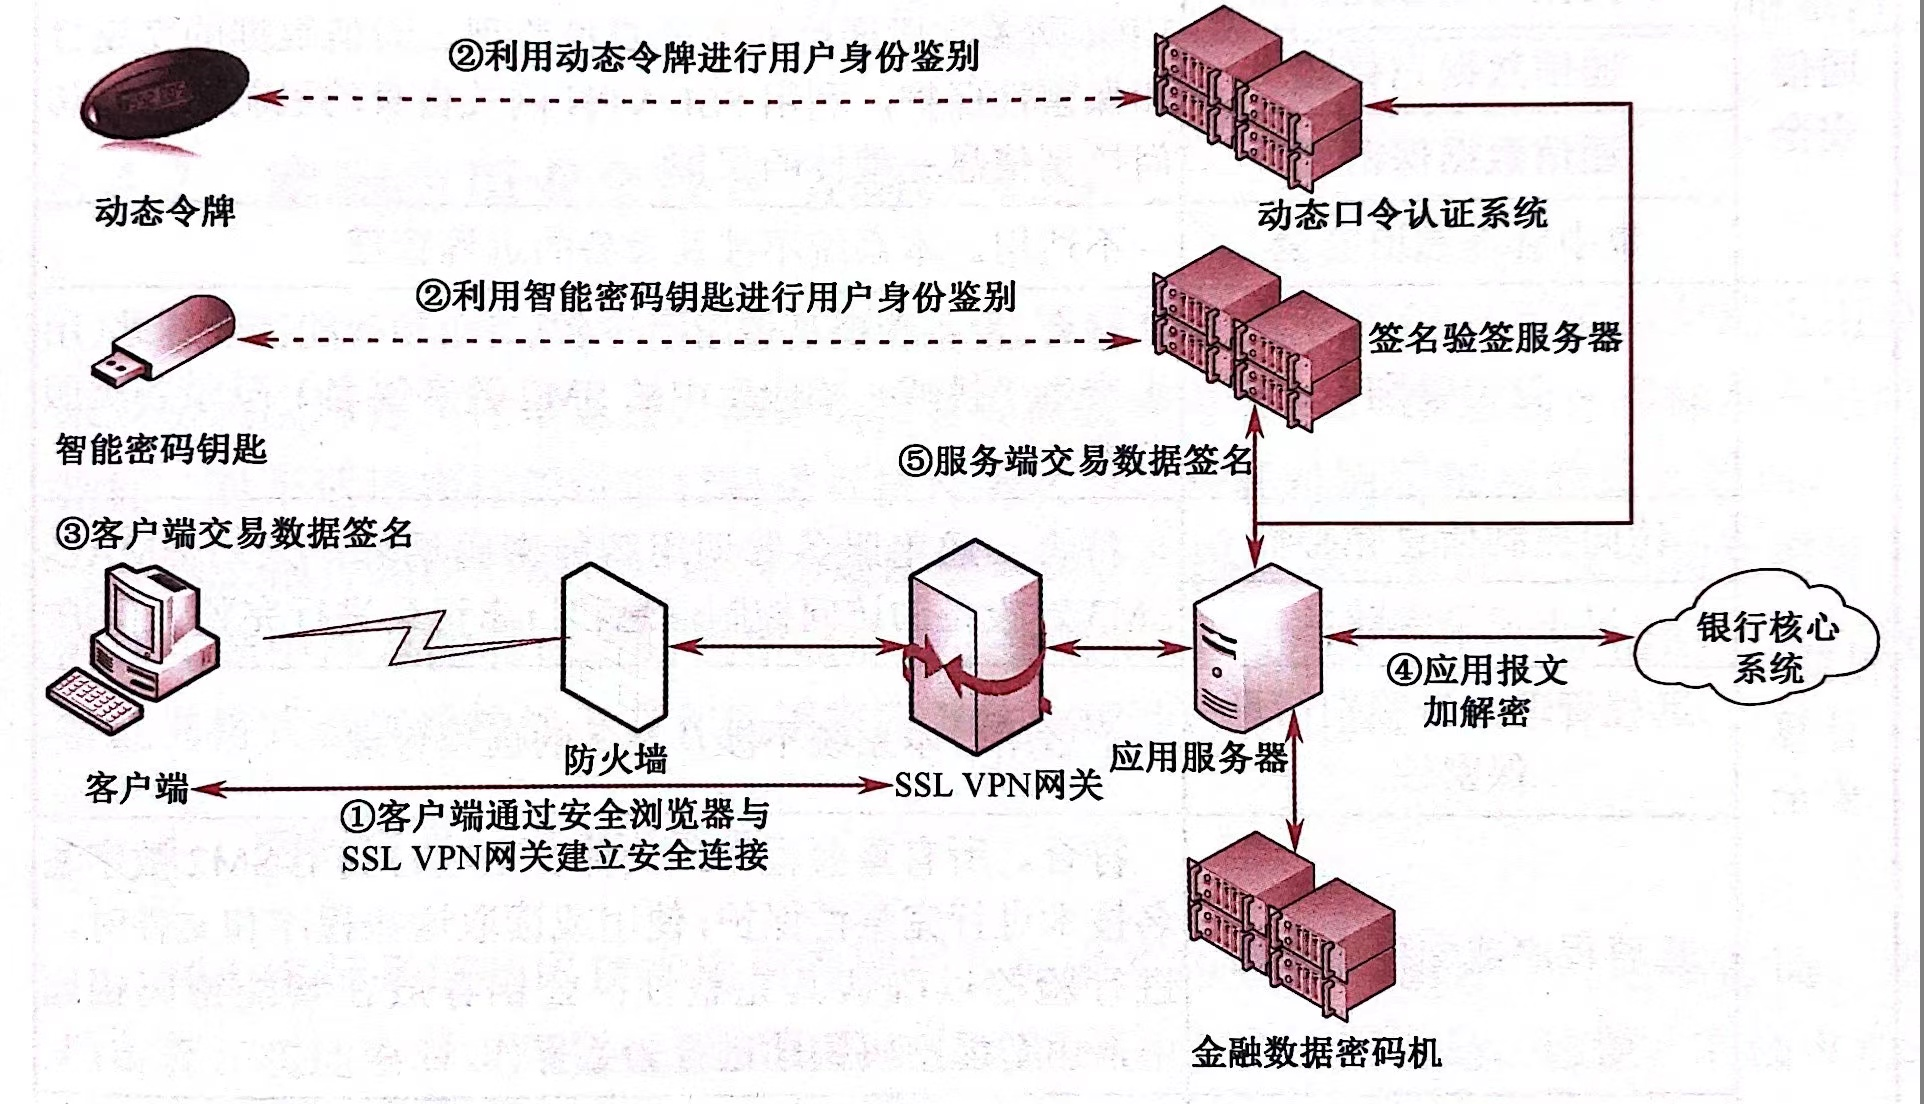 ②利用动态令牌进行用户身份鉴别
动态令牌
动态口令认证系统
②利用智能密码钥匙进行用户身份鉴别
签名验签服务器
智能密码钥匙
⑤服务端交易数据签名
③客户端交易数据签名
银行核心
系统
④应用报文
加解密
防火墙
应用服务器
SSL VPN网关
客户端
①客户端通过安全浏览器与
SSL VPN网关建立安全连接
金融数据密码机